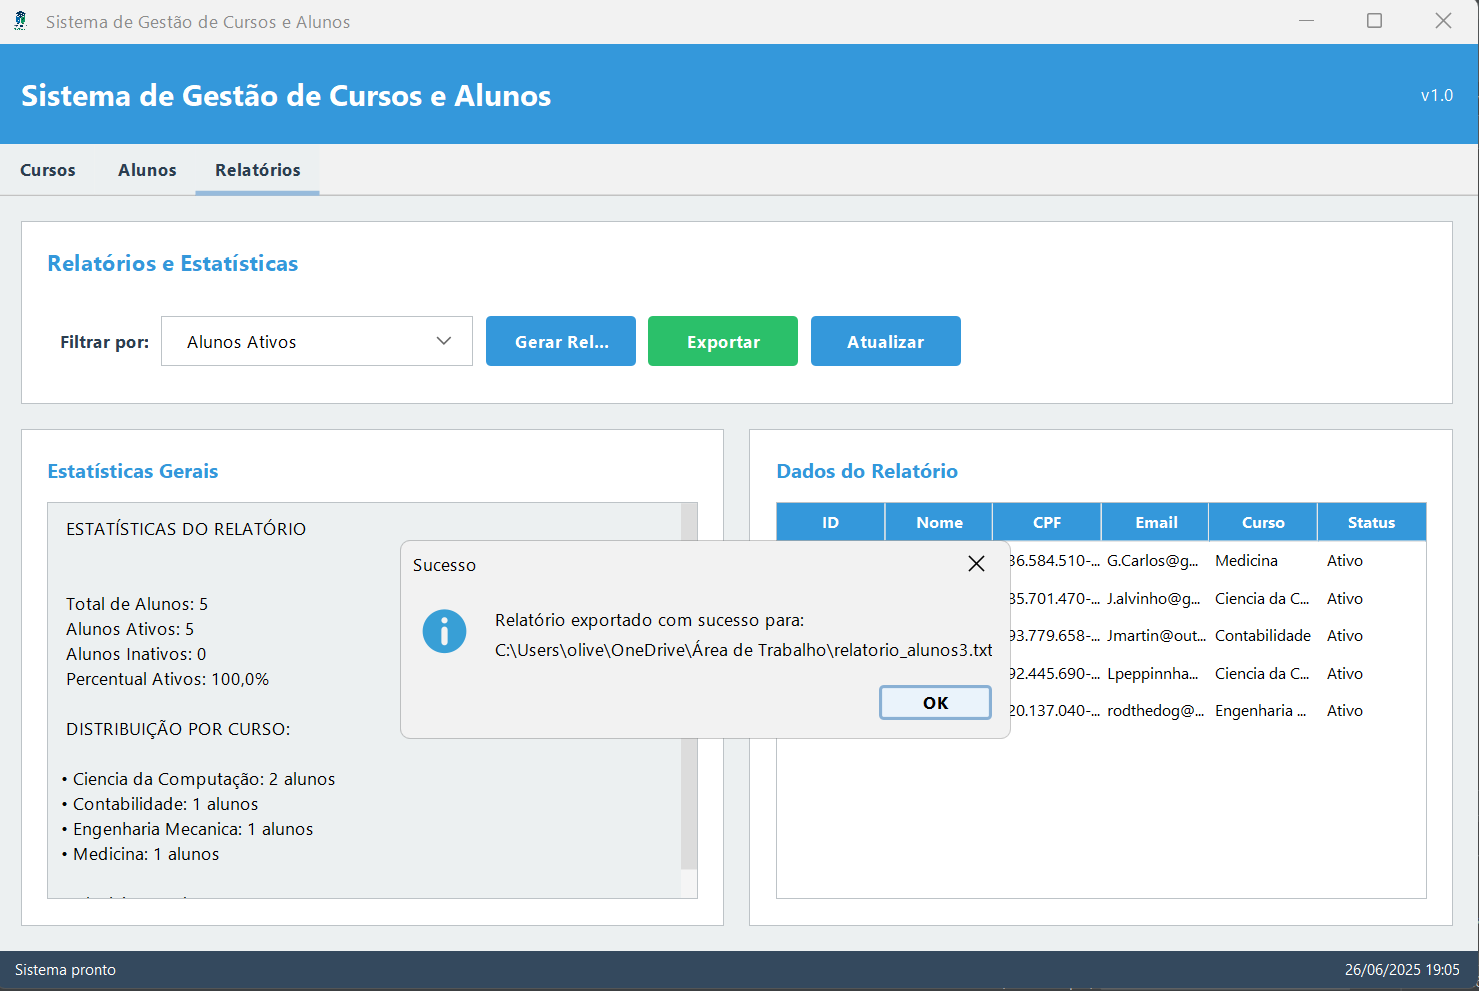 Sistema de Gestão de Cursos e Alunos
Sistema de Gestão de Cursos e Alunos
v1.0
Cursos
Alunos
Relatórios
Relatórios e Estatísticas
Filtrar por:
Alunos Ativos
Gerar Rel...
Exportar
Atualizar
Estatísticas Gerais
ESTATÍSTICAS DO RELATÓRIO
Total de Alunos: 5
Alunos Ativos: 5
Alunos Inativos: 0
Percentual Ativos: 100,0%
DISTRIBUIÇÃO POR CURSO:
• Ciencia da Computação: 2 alunos
• Contabilidade: 1 alunos
• Engenharia Mecanica: 1 alunos
• Medicina: 1 alunos
Sucesso
Relatório exportado com sucesso para:
C:\Users\olive\OneDrive\Área de Trabalho\relatorio_alunos3.txt
OK
Dados do Relatório
ID Nome CPF Email Curso Status
36.584.510-... G.Carlos@g... Medicina Ativo
85.701.470-... J.alvinho@g... Ciencia da C... Ativo
93.779.658-... Jmartin@out... Contabilidade Ativo
92.445.690-... Lpeppinnha... Ciencia da C... Ativo
20.137.040-... rodthedog@... Engenharia ... Ativo
Sistema pronto
26/06/2025 19:05